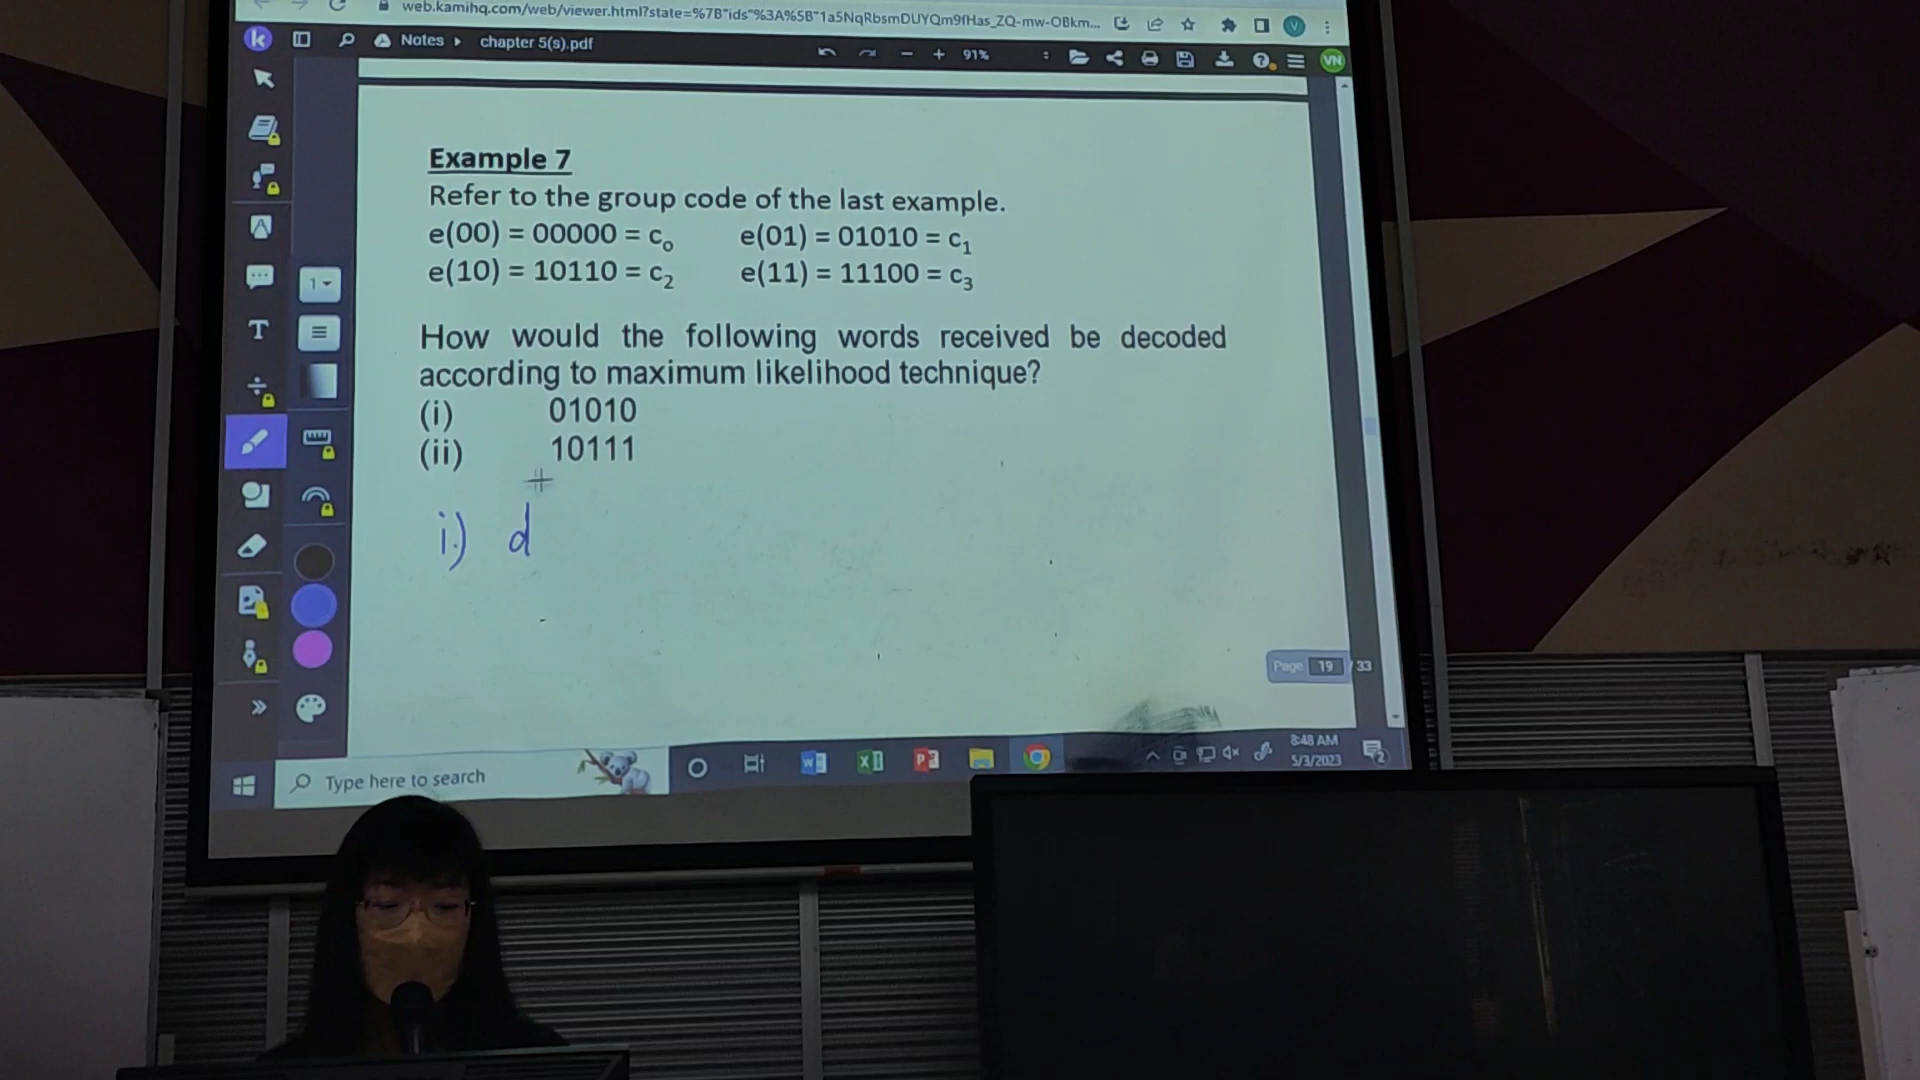 web.kamihq.com/web/viewer.html?state=%7B"ids"%3A%5B"1a5NqRbsmDUYQm9fHas_ZQ-mw-OBkm...
V
k Notes chapter 5(s).pdf 91% VN
Example 7
Refer to the group code of the last example.
e(00) = 00000 = c₀ e(01) = 01010 = c₁
e(10) = 10110 = c₂ e(11) = 11100 = c₃
How would the following words received be decoded
according to maximum likelihood technique?
(i) 01010
(ii) 10111
i.) d
T
1
Page 19 / 33
Type here to search
8:48 AM
5/3/2023
2